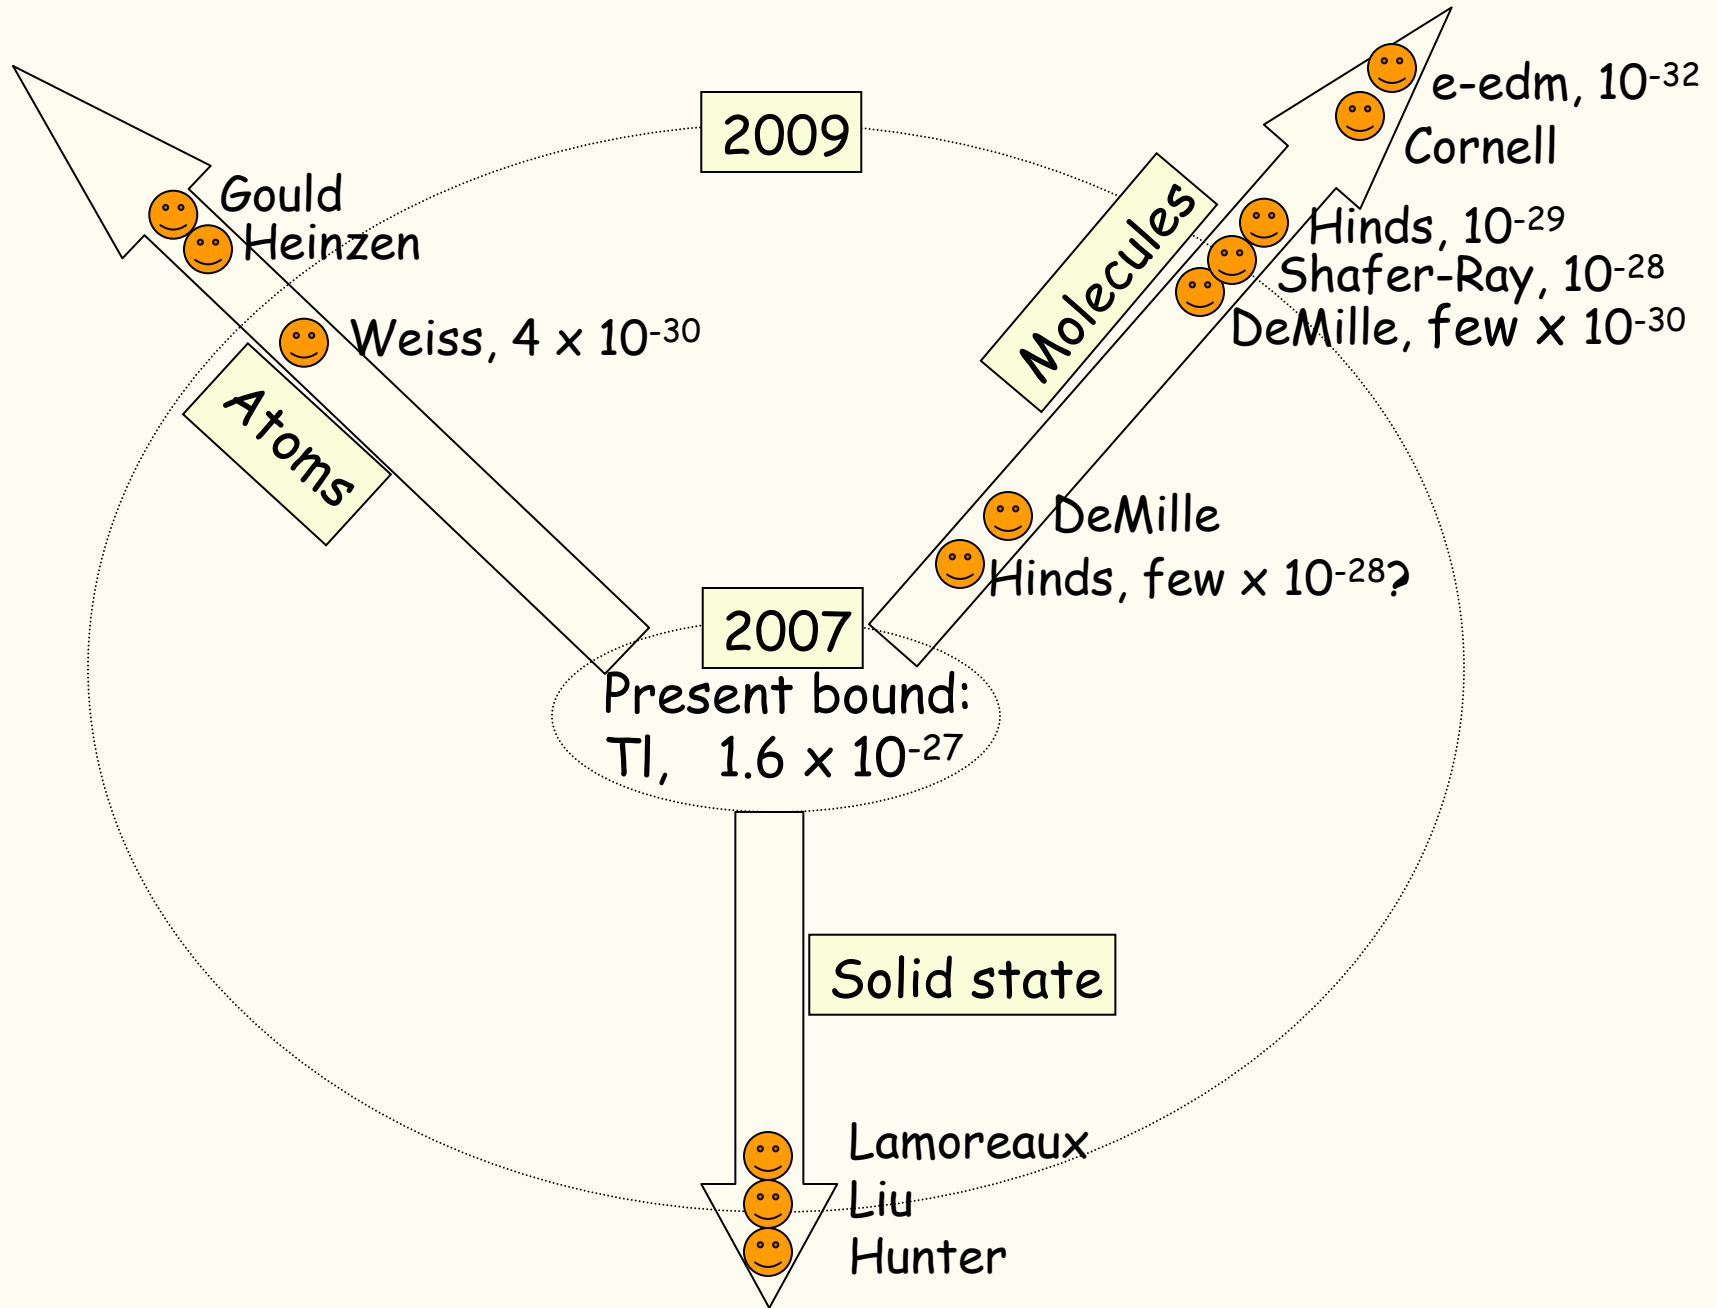 2009
e-edm, 10⁻³²
Cornell
Gould
Heinzen
Hinds, 10⁻²⁹
Shafer-Ray, 10⁻²⁸
DeMille, few x 10⁻³⁰
Weiss, 4 x 10⁻³⁰
Molecules
Atoms
DeMille
Hinds, few x 10⁻²⁸?
2007
Present bound:
Tl, 1.6 x 10⁻²⁷
Solid state
Lamoreaux
Liu
Hunter